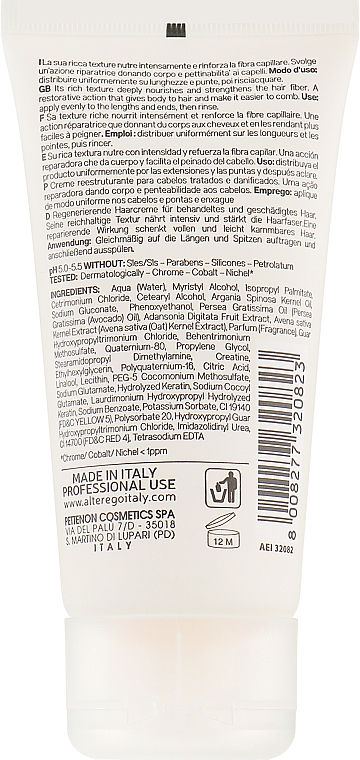 I La sua ricca texture nutre intensamente e rinforza la fibra capillare. Svolge
un'azione riparatrice donando corpo e pettinabilità ai capelli. Modo d'uso:
distribuire uniformemente su lunghezze e punte, poi risciacquare.
GB Its rich texture deeply nourishes and strengthens the hair fiber. A
restorative action that gives body to hair and make it easier to comb. Use:
apply evenly to the lengths and ends, then rinse.
F Sa texture riche nourrit intensément et renforce la fibre capillaire. Une
action réparatrice que donnant du corps aux cheveux et en les rendant plus
faciles à peigner. Emploi: distribuer uniformément sur les longueurs et les
pointes, puis rincer.
E Su rica textura nutre con intensidad y refuerza la fibra capilar. Una acción
reparadora che da cuerpo y facilita el peinado del cabello. Uso: distribuya el
producto uniformemente por las extensiones y las puntas y después aclare.
P Creme reestruturante para cabelos tratados e danificados. Uma ação
reparadora dando corpo e penteabilidade aos cabelos. Emprego: aplique
de modo uniforme nos cabelos e pontas e enxague
D Regenerierende Haarcreme für behandeltes und geschädigtes Haar,
Seine reichhaltige Textur nährt intensiv und stärkt die Haarfaser. Ihre
reparierende Wirkung schenkt vollen und leicht kammbares Haar,
Anwendung: Gleichmäßig auf die Längen und Spitzen auftragen und
anschließend ausspülen.
pH 5.0-5.5 WITHOUT: Sles/Sls – Parabens – Silicones – Petrolatum
TESTED: Dermatologically – Chrome – Cobalt – Nichel*
INGREDIENTS: Aqua (Water), Myristyl Alcohol, Isopropyl Palmitate,
Cetrimonium Chloride, Cetearyl Alcohol, Argania Spinosa Kernel Oil,
Sodium Gluconate, Phenoxyethanol, Persea Gratissima Oil (Persea
Gratissima (Avocado) Oil), Adansonia Digitata Fruit Extract, Avena sativa
Kernel Extract (Avena sativa (Oat) Kernel Extract), Parfum (Fragrance), Guar
Hydroxypropyltrimonium Chloride, Behentrimonium
Methosulfate, Quaternium-80, Propylene Glycol,
Stearamidopropyl Dimethylamine, Creatine,
Ethylhexylglycerin, Polyquaternium-16, Citric Acid,
Linalool, Lecithin, PEG-5 Cocomonium Methosulfate,
Sodium Glutamate, Hydrolyzed Keratin, Sodium Cocoyl
Glutamate, Laurdimonium Hydroxypropyl Hydrolyzed
Keratin, Sodium Benzoate, Potassium Sorbate, CI 19140
(FD&C YELLOW 5), Polysorbate 20, Hydroxypropyl Guar
Hydroxypropyltrimonium Chloride, Imidazolidinyl Urea,
CI 14700 (FD&C RED 4), Tetrasodium EDTA
*Chrome/ Cobalt/ Nichel < 1ppm
MADE IN ITALY
PROFESSIONAL USE
www.alteregoitaly.com
PETTENON COSMETICS SPA
VIA DEL PALU 7/D - 35018
S. MARTINO DI LUPARI (PD)
ITALY
12 M
8 008277 320823
AEI 32082